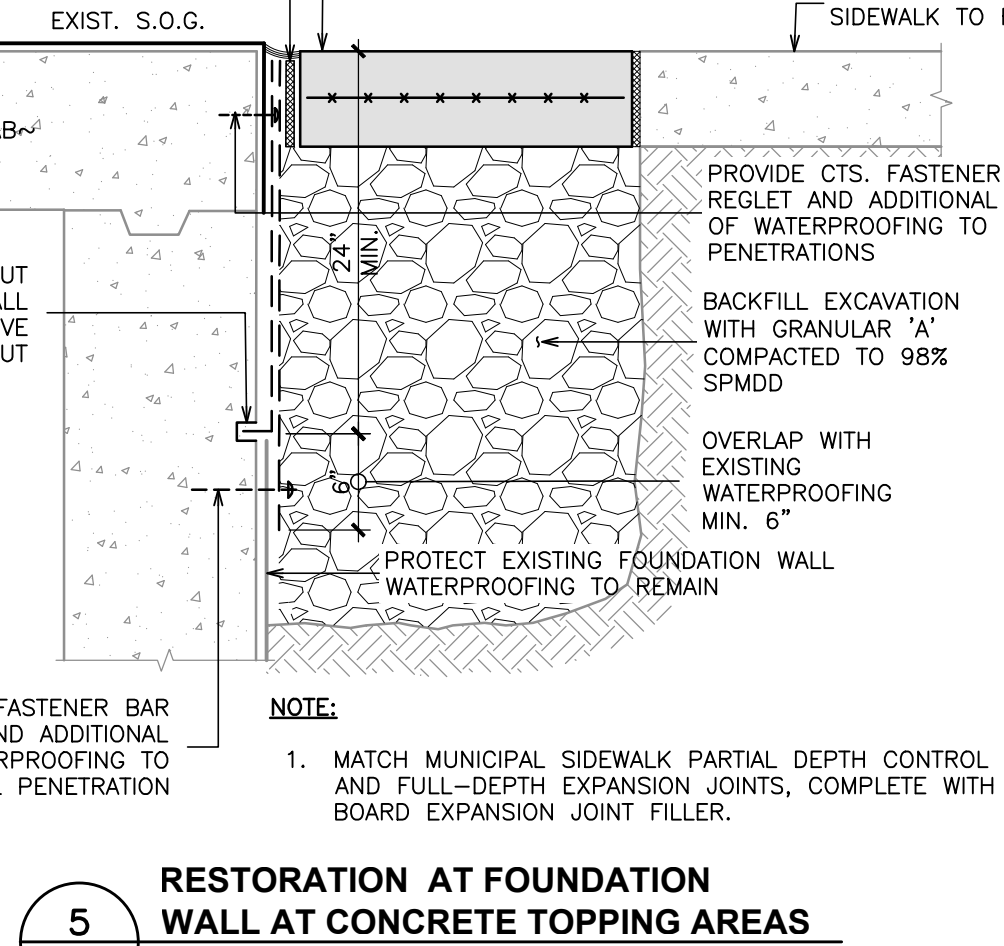 EXIST. S.O.G.
SIDEWALK TO
PROVIDE CTS. FASTENER
REGLET AND ADDITIONAL
OF WATERPROOFING TO
PENETRATIONS
24"
MIN.
BACKFILL EXCAVATION
WITH GRANULAR 'A'
COMPACTED TO 98%
SPMDD
OVERLAP WITH
EXISTING
WATERPROOFING
MIN. 6"
6"
PROTECT EXISTING FOUNDATION WALL
WATERPROOFING TO REMAIN
FASTENER BAR
ADDITIONAL
TO
PENETRATION
NOTE:
1. MATCH MUNICIPAL SIDEWALK PARTIAL DEPTH CONTROL
AND FULL-DEPTH EXPANSION JOINTS, COMPLETE WITH
BOARD EXPANSION JOINT FILLER.
5
RESTORATION AT FOUNDATION
WALL AT CONCRETE TOPPING AREAS